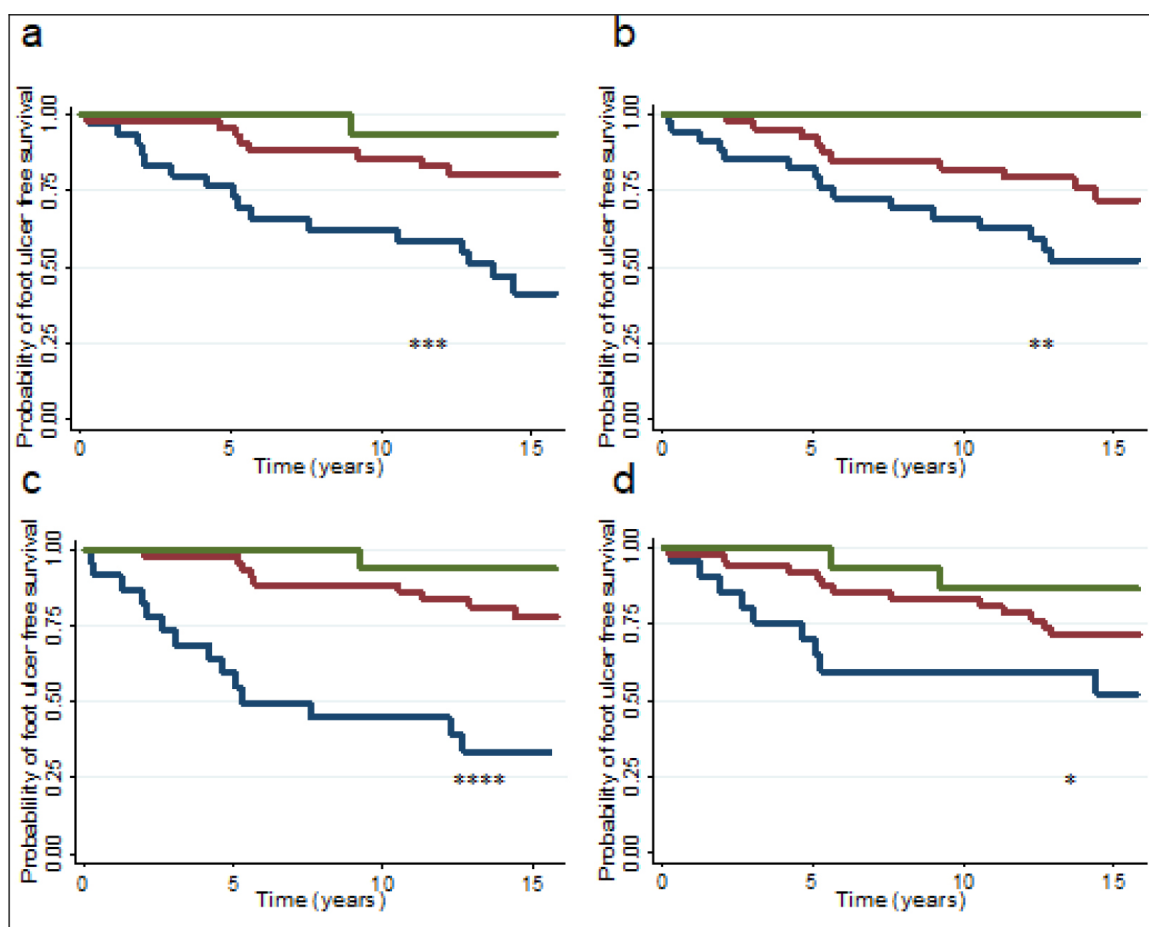 a
Probability of foot ulcer free survival
1.00
0.75
0.50
0.25
0.00
***
0 5 10 15
Time (years)
b
Probability of foot ulcer free survival
1.00
0.75
0.50
0.25
0.00
**
0 5 10 15
Time (years)
c
Probablility of foot ulcer free survival
1.00
0.75
0.50
0.25
0.00
****
0 5 10 15
Time (years)
d
Probability of foot ulcer free survival
1.00
0.75
0.50
0.25
0.00
*
0 5 10 15
Time (years)